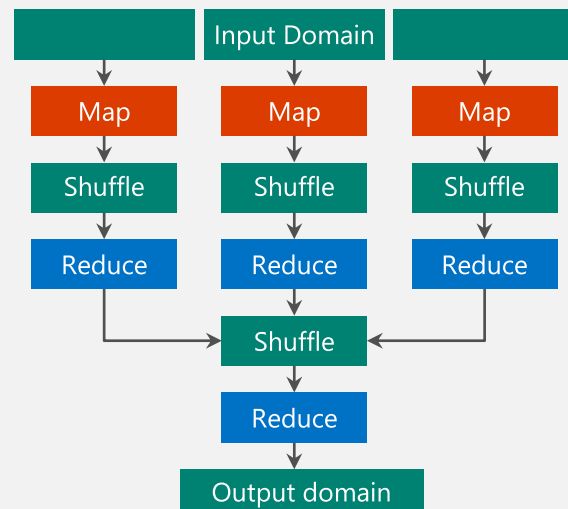 Input Domain
Map
Map
Map
Shuffle
Shuffle
Shuffle
Reduce
Reduce
Reduce
Shuffle
Reduce
Output domain